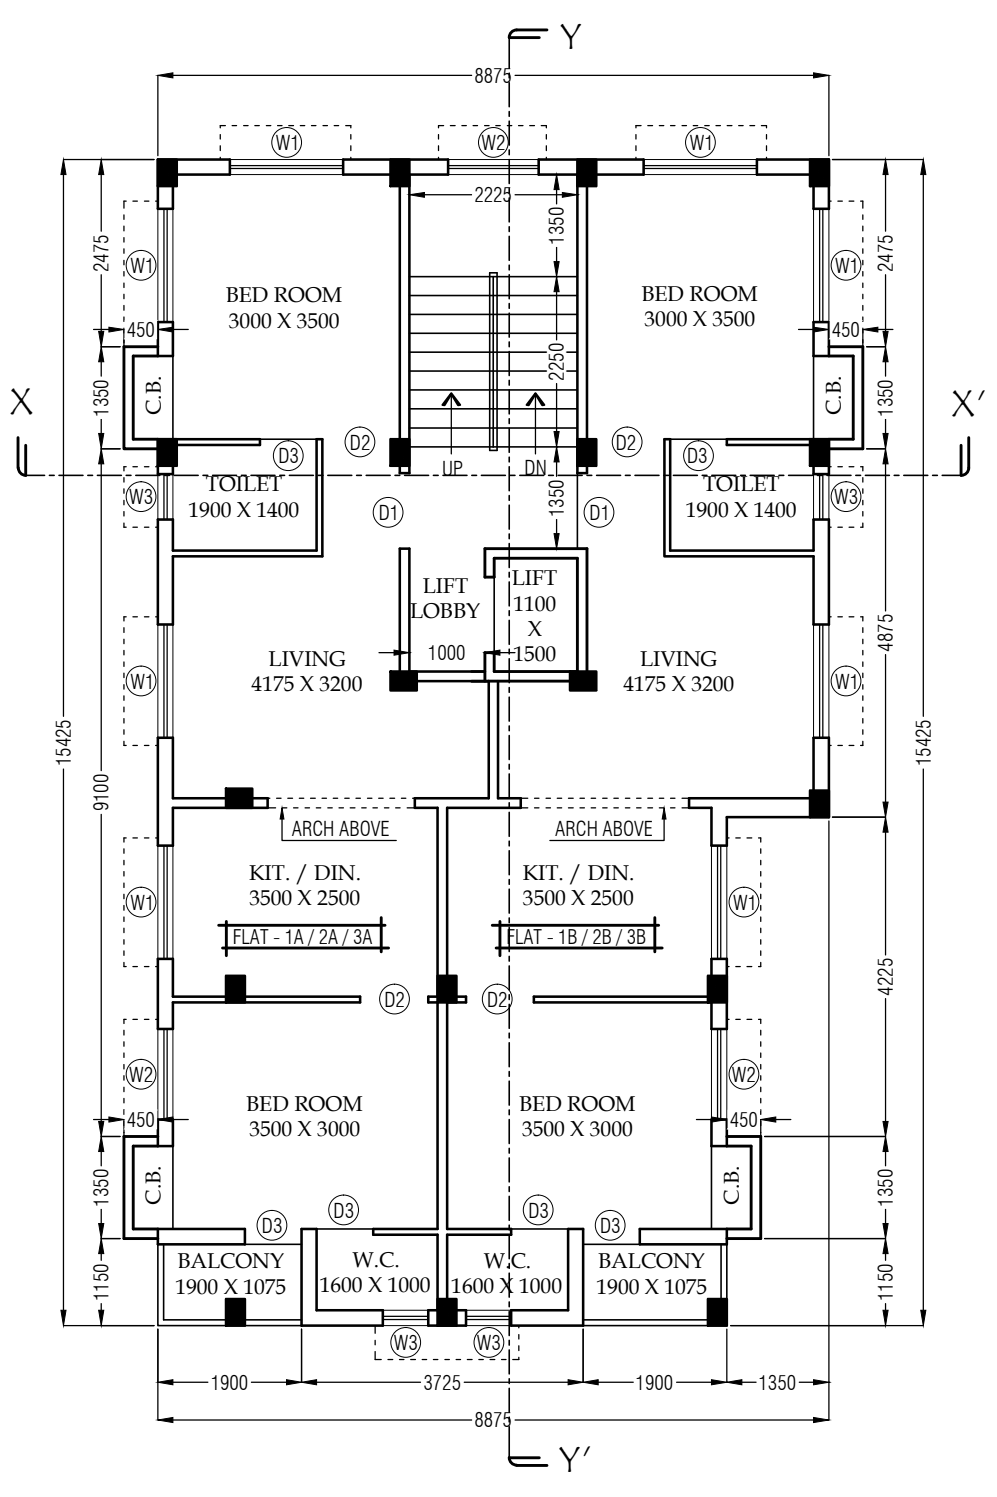 Y
8875
W1
W2
W1
2225
1350
2475
2475
W1
W1
BED ROOM
3000 X 3500
BED ROOM
3000 X 3500
450
450
2250
1350
C.B.
C.B.
1350
X
X'
D2
D2
D3
D3
UP
DN
TOILET
1900 X 1400
TOILET
1900 X 1400
W3
W3
D1
D1
1350
LIFT
LOBBY
LIFT
1100
X
1500
1000
4875
LIVING
4175 X 3200
LIVING
4175 X 3200
W1
W1
15425
15425
9100
ARCH ABOVE
ARCH ABOVE
KIT. / DIN.
3500 X 2500
KIT. / DIN.
3500 X 2500
W1
W1
FLAT - 1A / 2A / 3A
FLAT - 1B / 2B / 3B
4225
D2
D2
W2
W2
BED ROOM
3500 X 3000
BED ROOM
3500 X 3000
450
450
1350
C.B.
C.B.
1350
D3
D3
D3
D3
BALCONY
1900 X 1075
W.C.
1600 X 1000
W.C.
1600 X 1000
BALCONY
1900 X 1075
1150
1150
W3
W3
1900
3725
1900
1350
8875
Y'